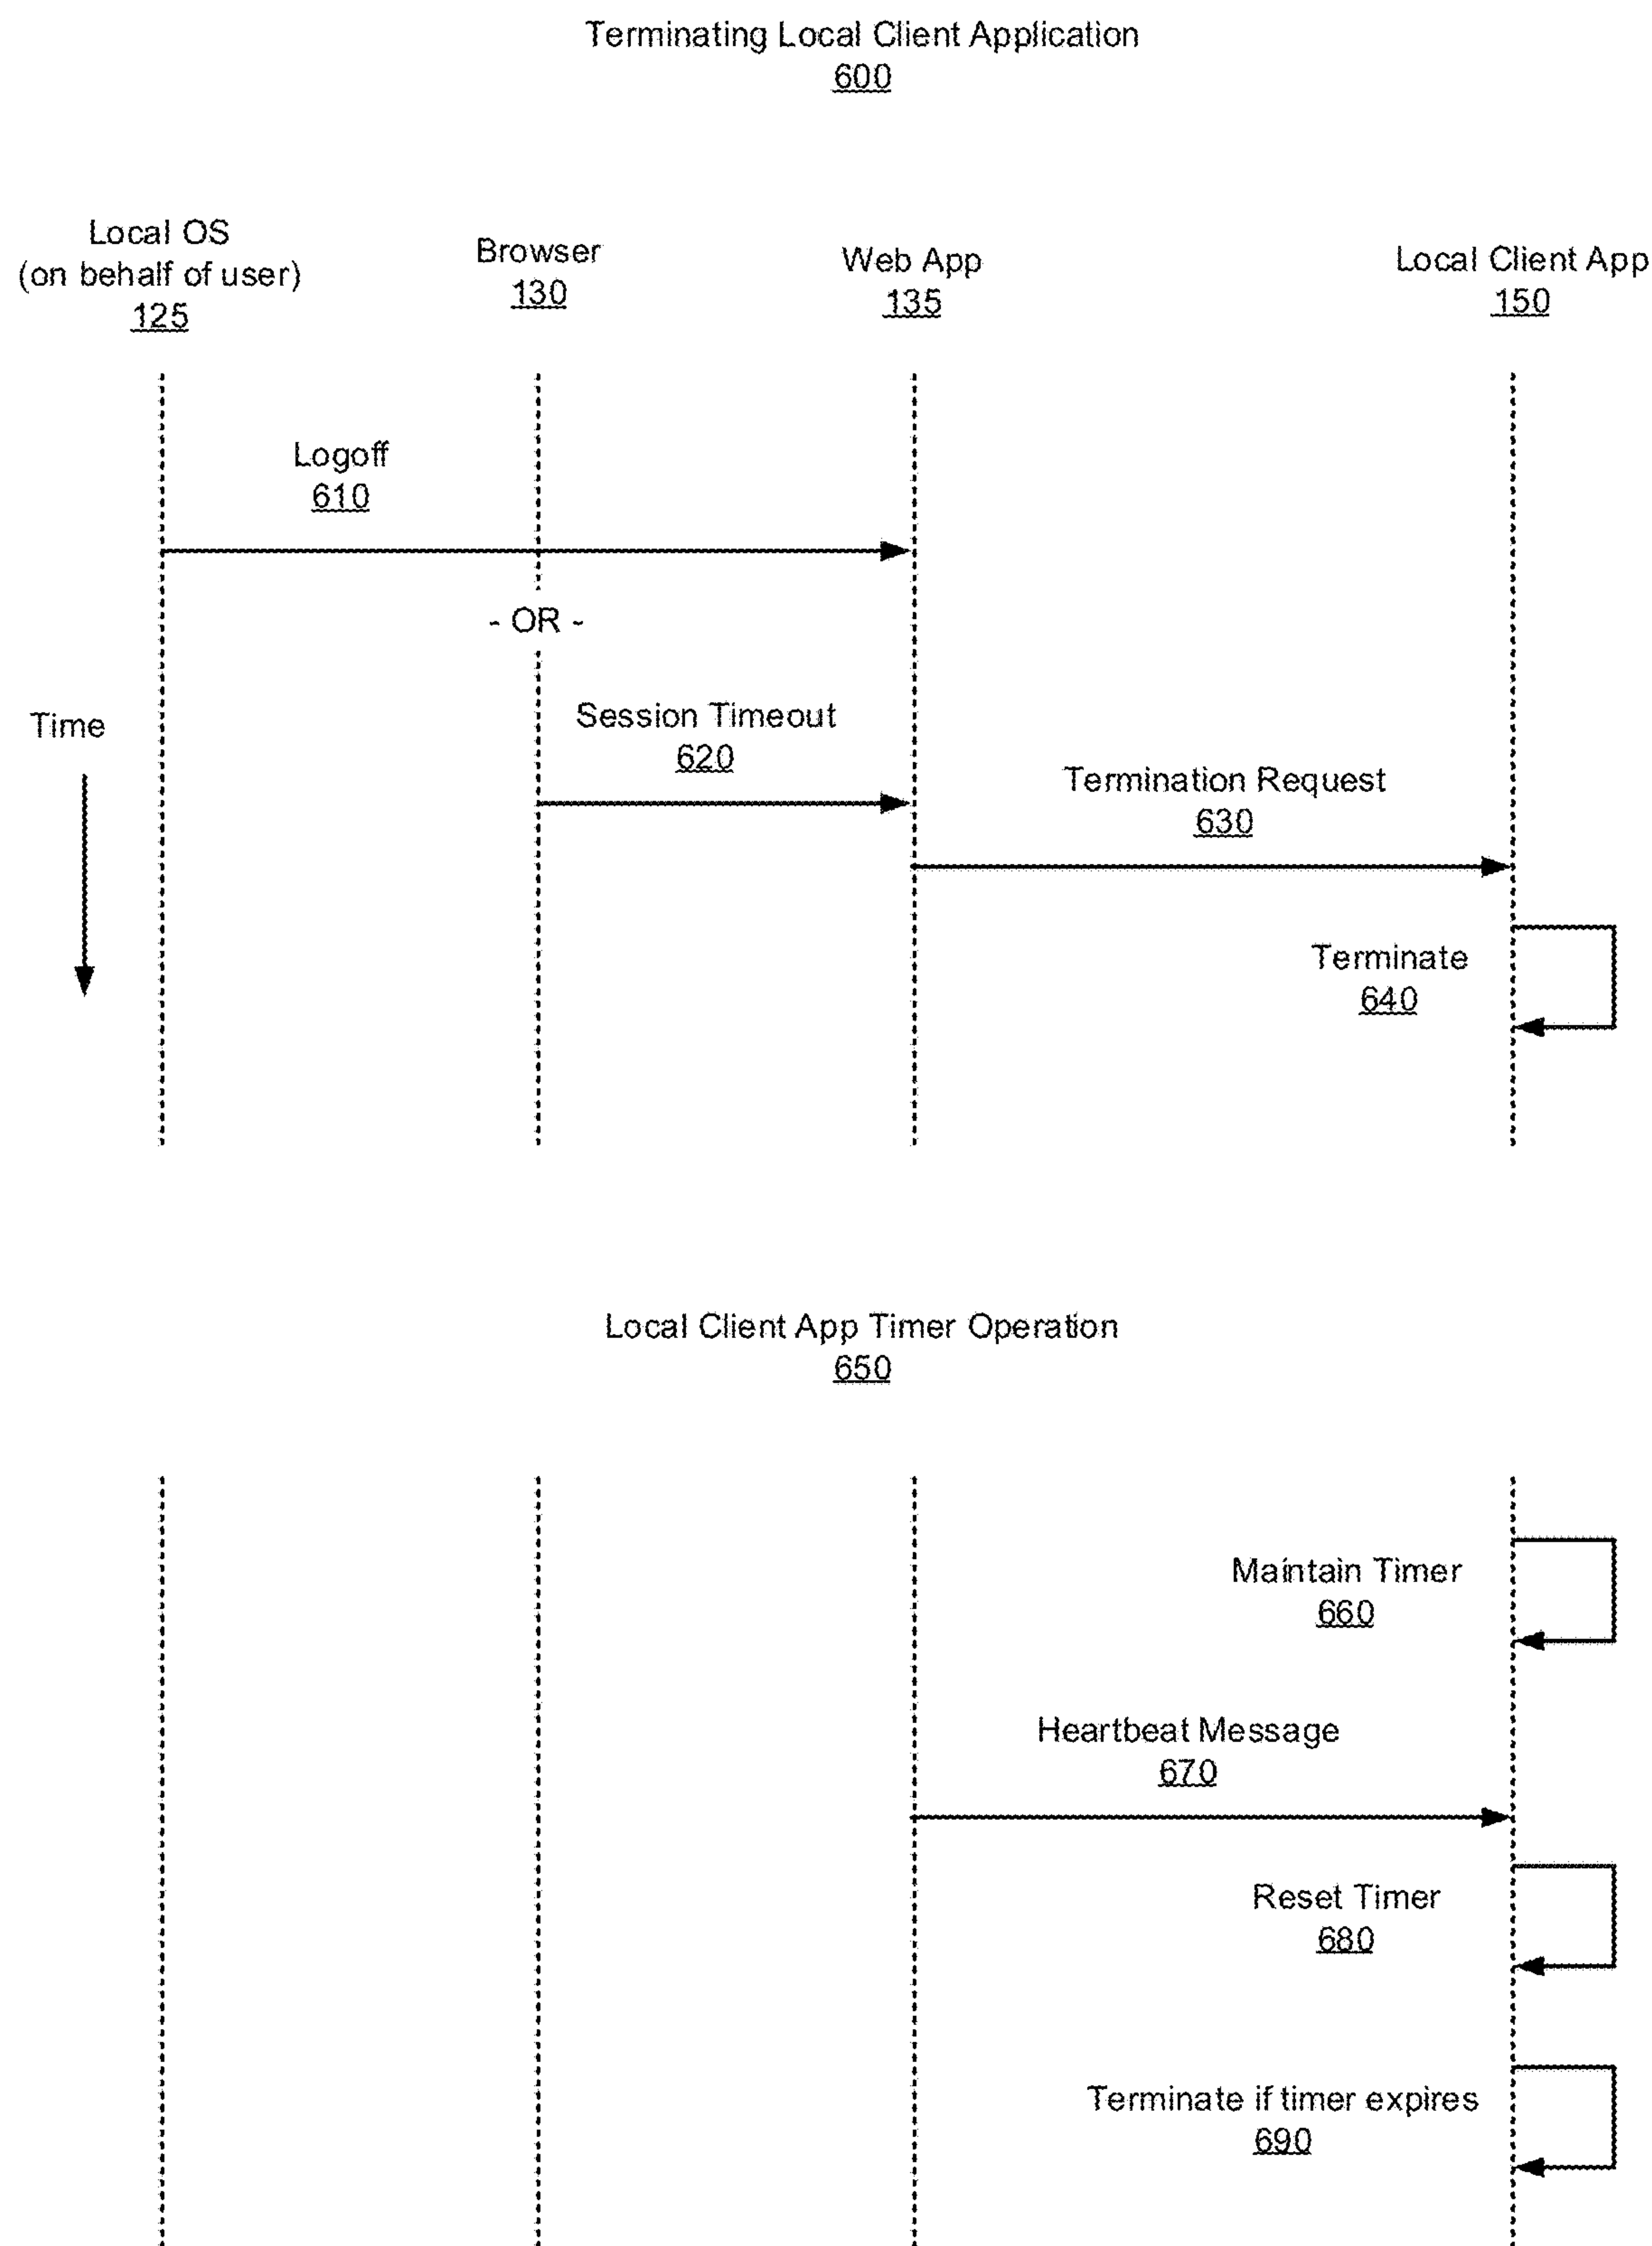 Terminating Local Client Application
600
Local OS
(on behalf of user)
125
Browser
130
Web App
135
Local Client App
150
Logoff
610
- OR -
Session Timeout
620
Time
Termination Request
630
Terminate
640
Local Client App Timer Operation
650
Maintain Timer
660
Heartbeat Message
670
Reset Timer
680
Terminate if timer expires
690